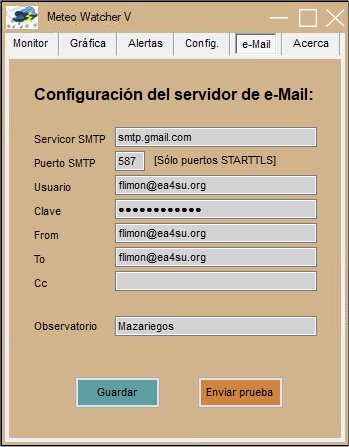 Meteo Watcher V
Monitor Gráfica Alertas Config. e-Mail Acerca
Configuración del servidor de e-Mail:
Servicor SMTP smtp.gmail.com
Puerto SMTP 587 [Sólo puertos STARTTLS]
Usuario flimon@ea4su.org
Clave ●●●●●●●●●●●●
From flimon@ea4su.org
To flimon@ea4su.org
Cc
Observatorio Mazariegos
Guardar Enviar prueba